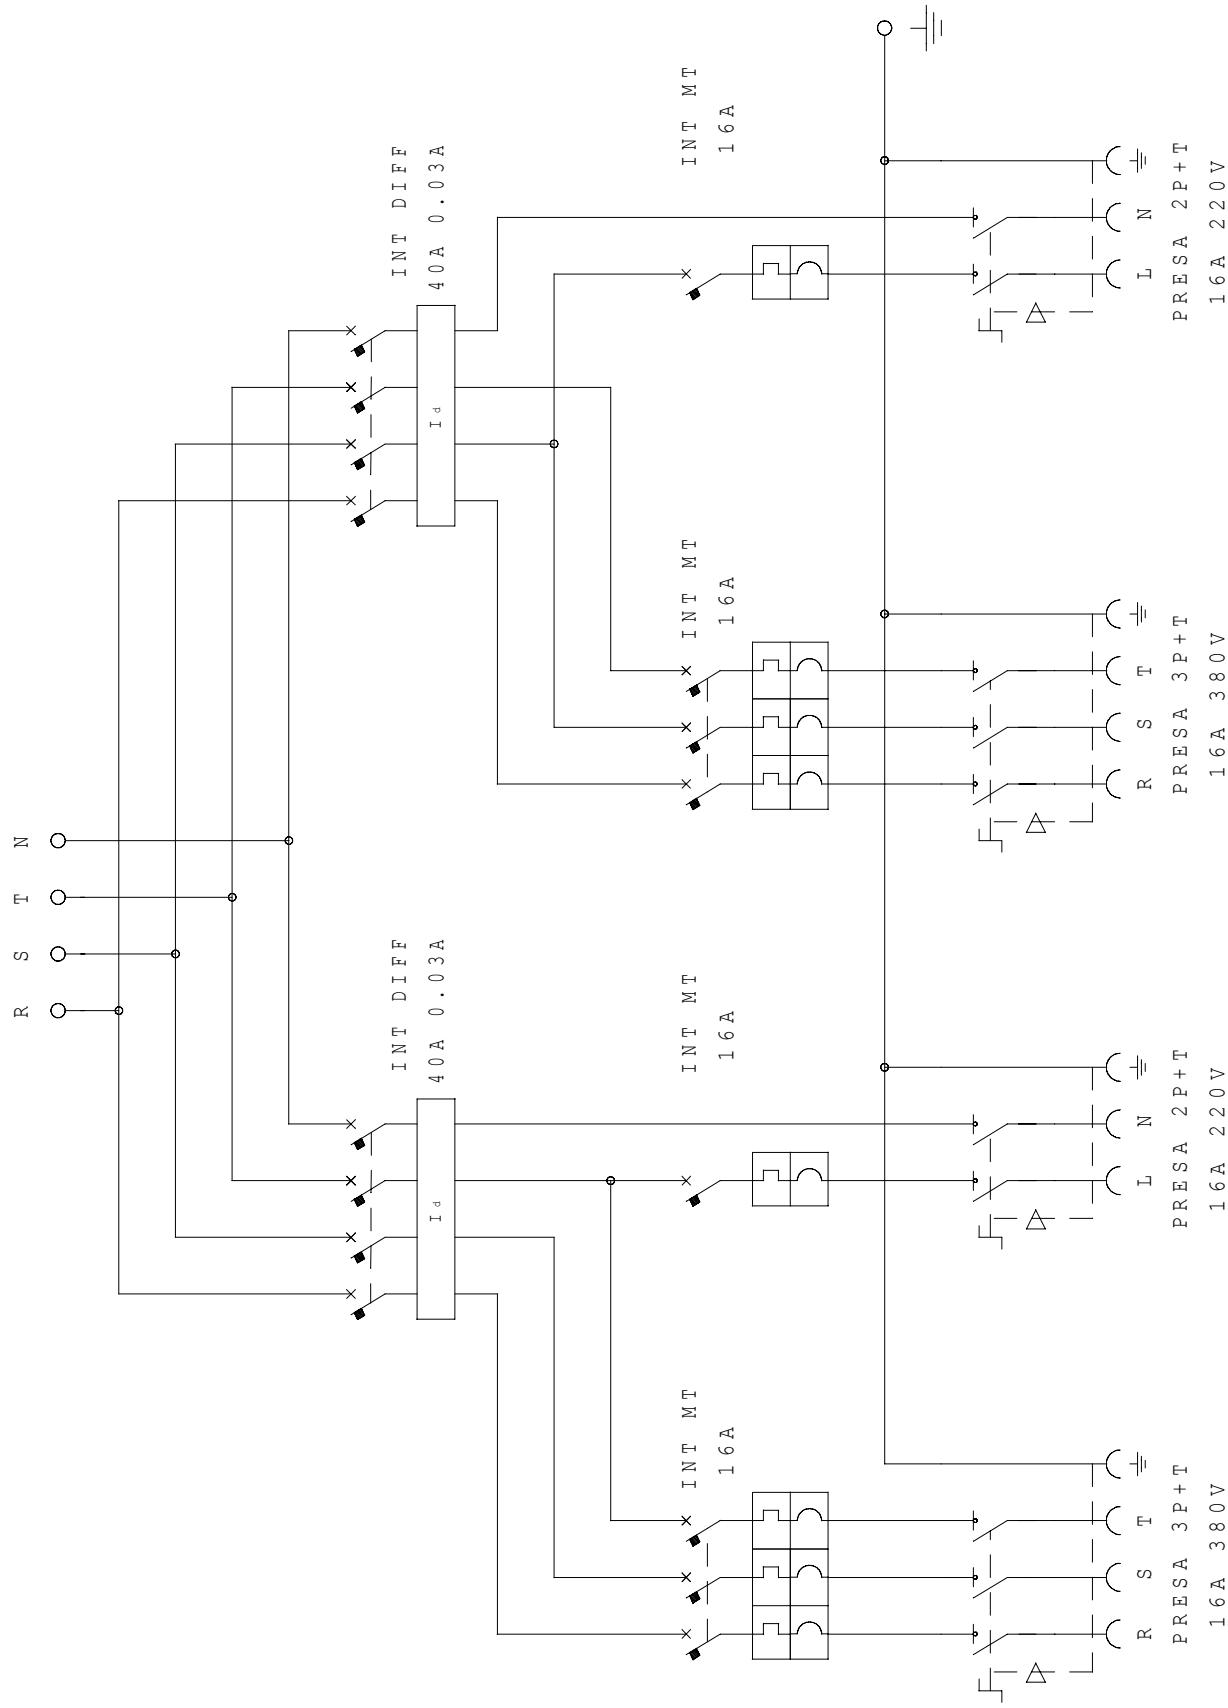 R S T N
INT DIFF
40A 0.03A
INT DIFF
40A 0.03A
Id
Id
INT MT
16A
INT MT
16A
INT MT
16A
INT MT
16A
R S T
L N
R S T
L N
PRESA 3P+T
16A 380V
PRESA 2P+T
16A 220V
PRESA 3P+T
16A 380V
PRESA 2P+T
16A 220V